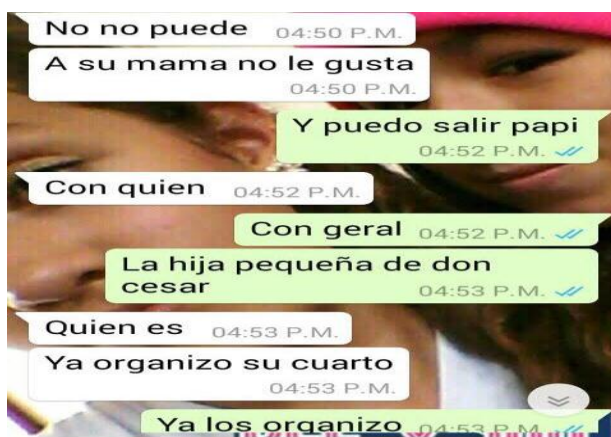 No no puede 04:50 P.M.
A su mama no le gusta
04:50 P.M.
Y puedo salir papi
04:52 P.M.
Con quien 04:52 P.M.
Con geral 04:52 P.M.
La hija pequeña de don
cesar 04:53 P.M.
Quien es 04:53 P.M.
Ya organizo su cuarto
04:53 P.M.
Ya los organizo 04:53 P.M.